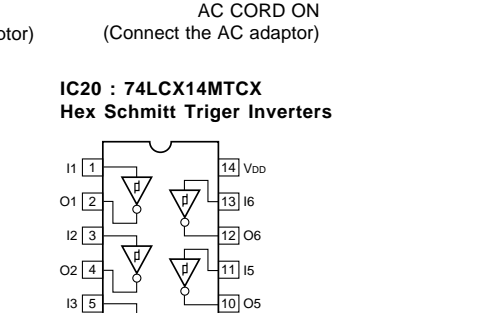 AC CORD ON
otor) (Connect the AC adaptor)
IC20 : 74LCX14MTCX
Hex Schmitt Triger Inverters
I1 1 14 VDD
O1 2 13 I6
I2 3 12 O6
O2 4 11 I5
I3 5 10 O5